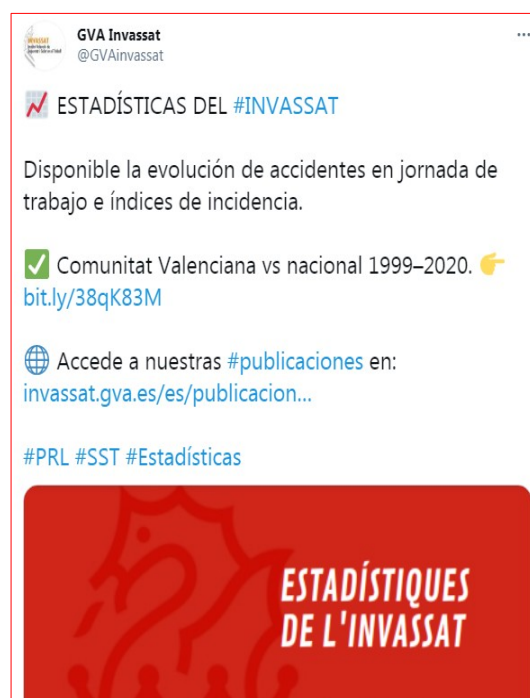 GVA Invassat
@GVAinvassat
ESTADÍSTICAS DEL #INVASSAT
Disponible la evolución de accidentes en jornada de
trabajo e índices de incidencia.
Comunitat Valenciana vs nacional 1999–2020.
bit.ly/38qK83M
Accede a nuestras #publicaciones en:
invassat.gva.es/es/publicacion...
#PRL #SST #Estadísticas
ESTADÍSTIQUES
DE L'INVASSAT